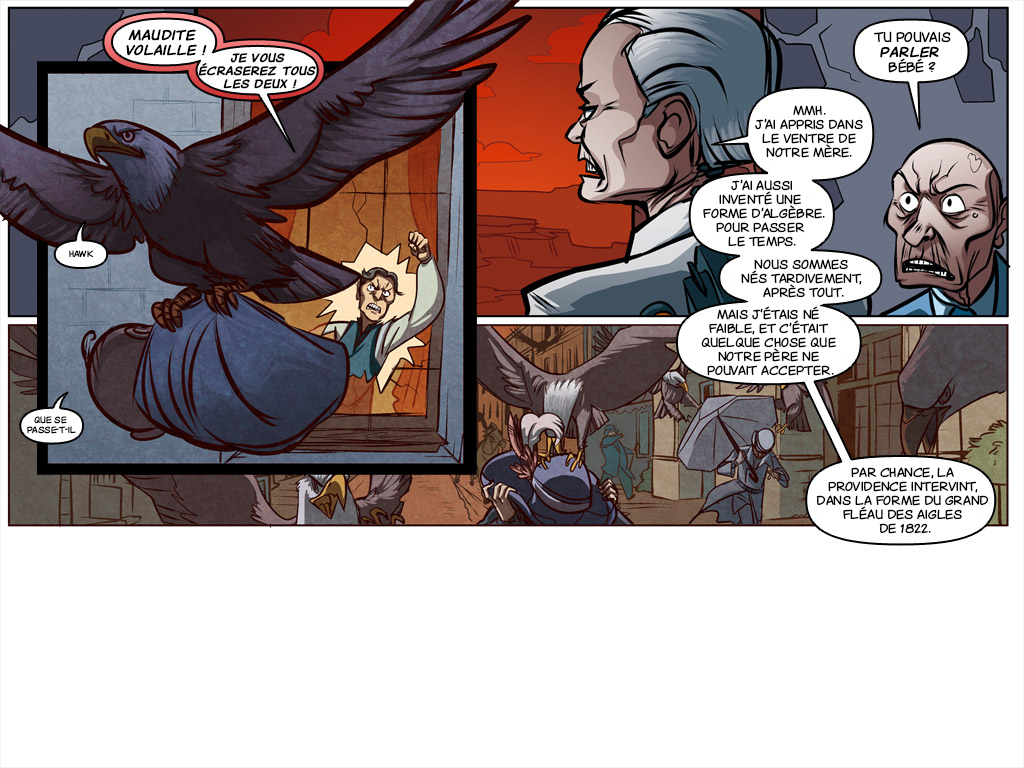 MAUDITE
VOLAILLE !
JE VOUS
ÉCRASEREZ TOUS
LES DEUX !
HAWK
QUE SE
PASSE-T-IL
TU POUVAIS
PARLER
BÉBÉ ?
MMH.
J'AI APPRIS DANS
LE VENTRE DE
NOTRE MÈRE.
J'AI AUSSI
INVENTÉ UNE
FORME D'ALGÈBRE.
POUR PASSER
LE TEMPS.
NOUS SOMMES
NÉS TARDIVEMENT,
APRÈS TOUT.
MAIS J'ÉTAIS NÉ
FAIBLE, ET C'ÉTAIT
QUELQUE CHOSE QUE
NOTRE PÈRE NE
POUVAIT ACCEPTER.
PAR CHANCE, LA
PROVIDENCE INTERVINT,
DANS LA FORME DU GRAND
FLÉAU DES AIGLES
DE 1822.